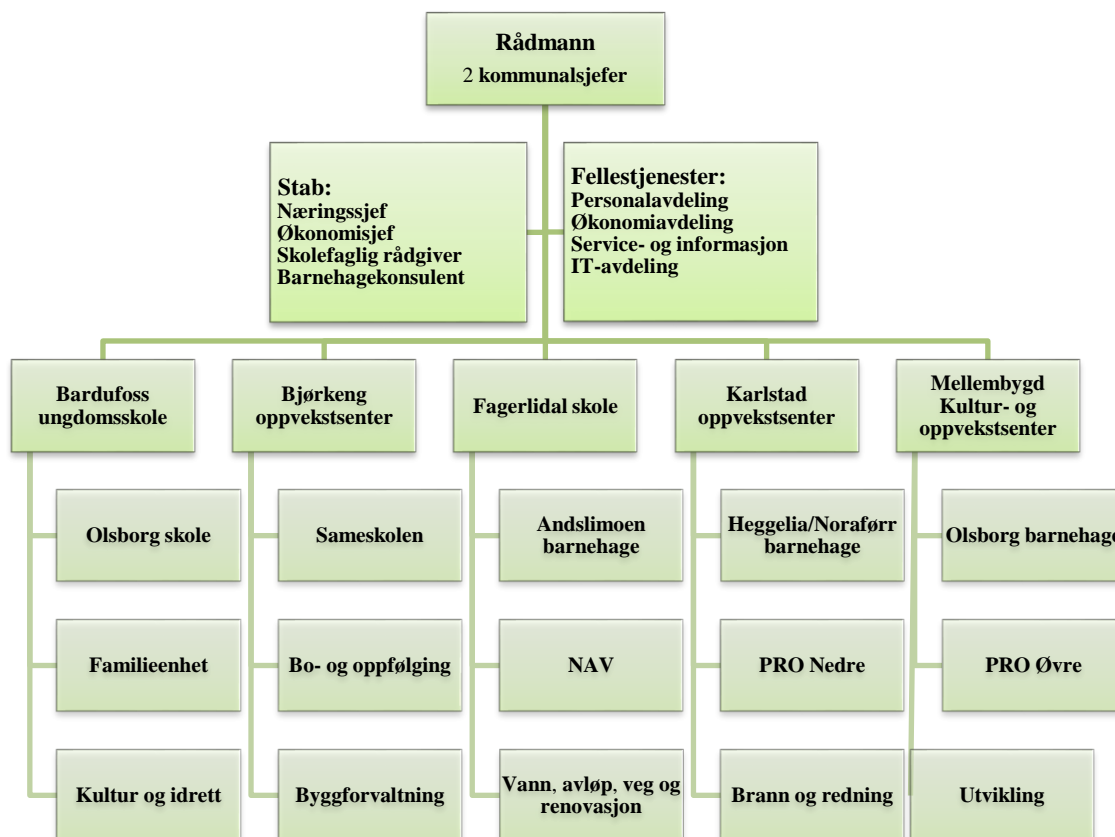 Rådmann
2 kommunalsjefer
Stab:
Næringssjef
Økonomisjef
Skolefaglig rådgiver
Barnehagekonsulent
Fellestjenester:
Personalavdeling
Økonomiavdeling
Service- og informasjon
IT-avdeling
Bardufoss
ungdomsskole
Bjørkeng
oppvekstsenter
Fagerlidal skole
Karlstad
oppvekstsenter
Mellembygd
Kultur- og
oppvekstsenter
Olsborg skole
Sameskolen
Andslimoen
barnehage
Heggelia/Noraførr
barnehage
Olsborg barnehage
Familieenhet
Bo- og oppfølging
NAV
PRO Nedre
PRO Øvre
Kultur og idrett
Byggforvaltning
Vann, avløp, veg og
renovasjon
Brann og redning
Utvikling